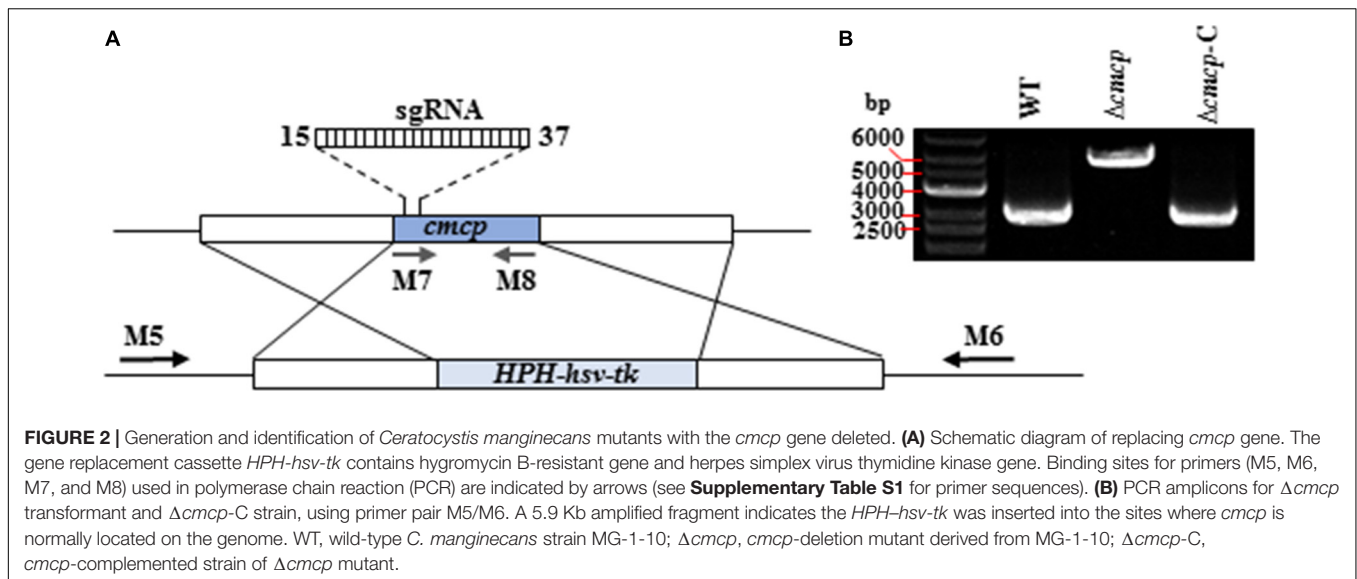 A
B
sgRNA
15
37
cmcp
M7
M8
M5
M6
HPH-hsv-tk
WT
Δcmcp
Δcmcp-C
bp
6000
5000
4000
3000
2500
FIGURE 2 | Generation and identification of Ceratocystis manginecans mutants with the cmcp gene deleted. (A) Schematic diagram of replacing cmcp gene. The
gene replacement cassette HPH-hsv-tk contains hygromycin B-resistant gene and herpes simplex virus thymidine kinase gene. Binding sites for primers (M5, M6,
M7, and M8) used in polymerase chain reaction (PCR) are indicated by arrows (see Supplementary Table S1 for primer sequences). (B) PCR amplicons for Δcmcp
transformant and Δcmcp-C strain, using primer pair M5/M6. A 5.9 Kb amplified fragment indicates the HPH–hsv-tk was inserted into the sites where cmcp is
normally located on the genome. WT, wild-type C. manginecans strain MG-1-10; Δcmcp, cmcp-deletion mutant derived from MG-1-10; Δcmcp-C,
cmcp-complemented strain of Δcmcp mutant.